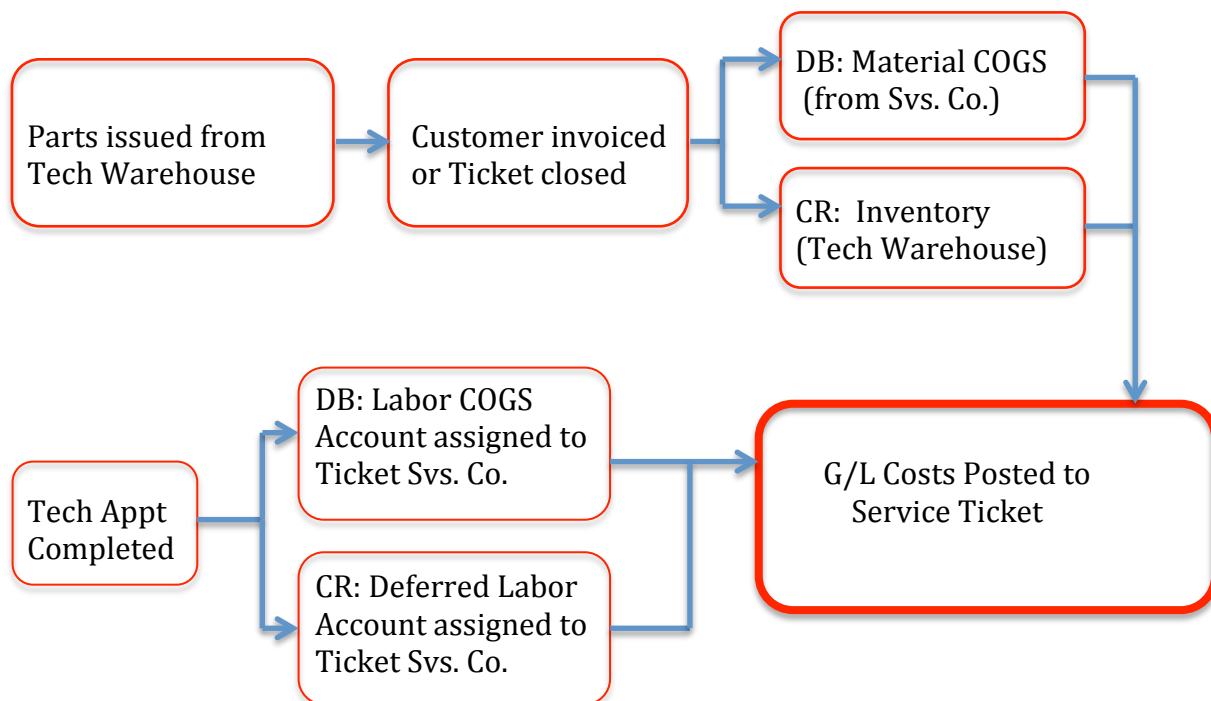 Parts issued from
Tech Warehouse
Customer invoiced
or Ticket closed
DB: Material COGS
(from Svs. Co.)
CR:  Inventory
(Tech Warehouse)
Tech Appt
Completed
DB: Labor COGS
Account assigned to
Ticket Svs. Co.
CR: Deferred Labor
Account assigned to
Ticket Svs. Co.
G/L Costs Posted to
Service Ticket